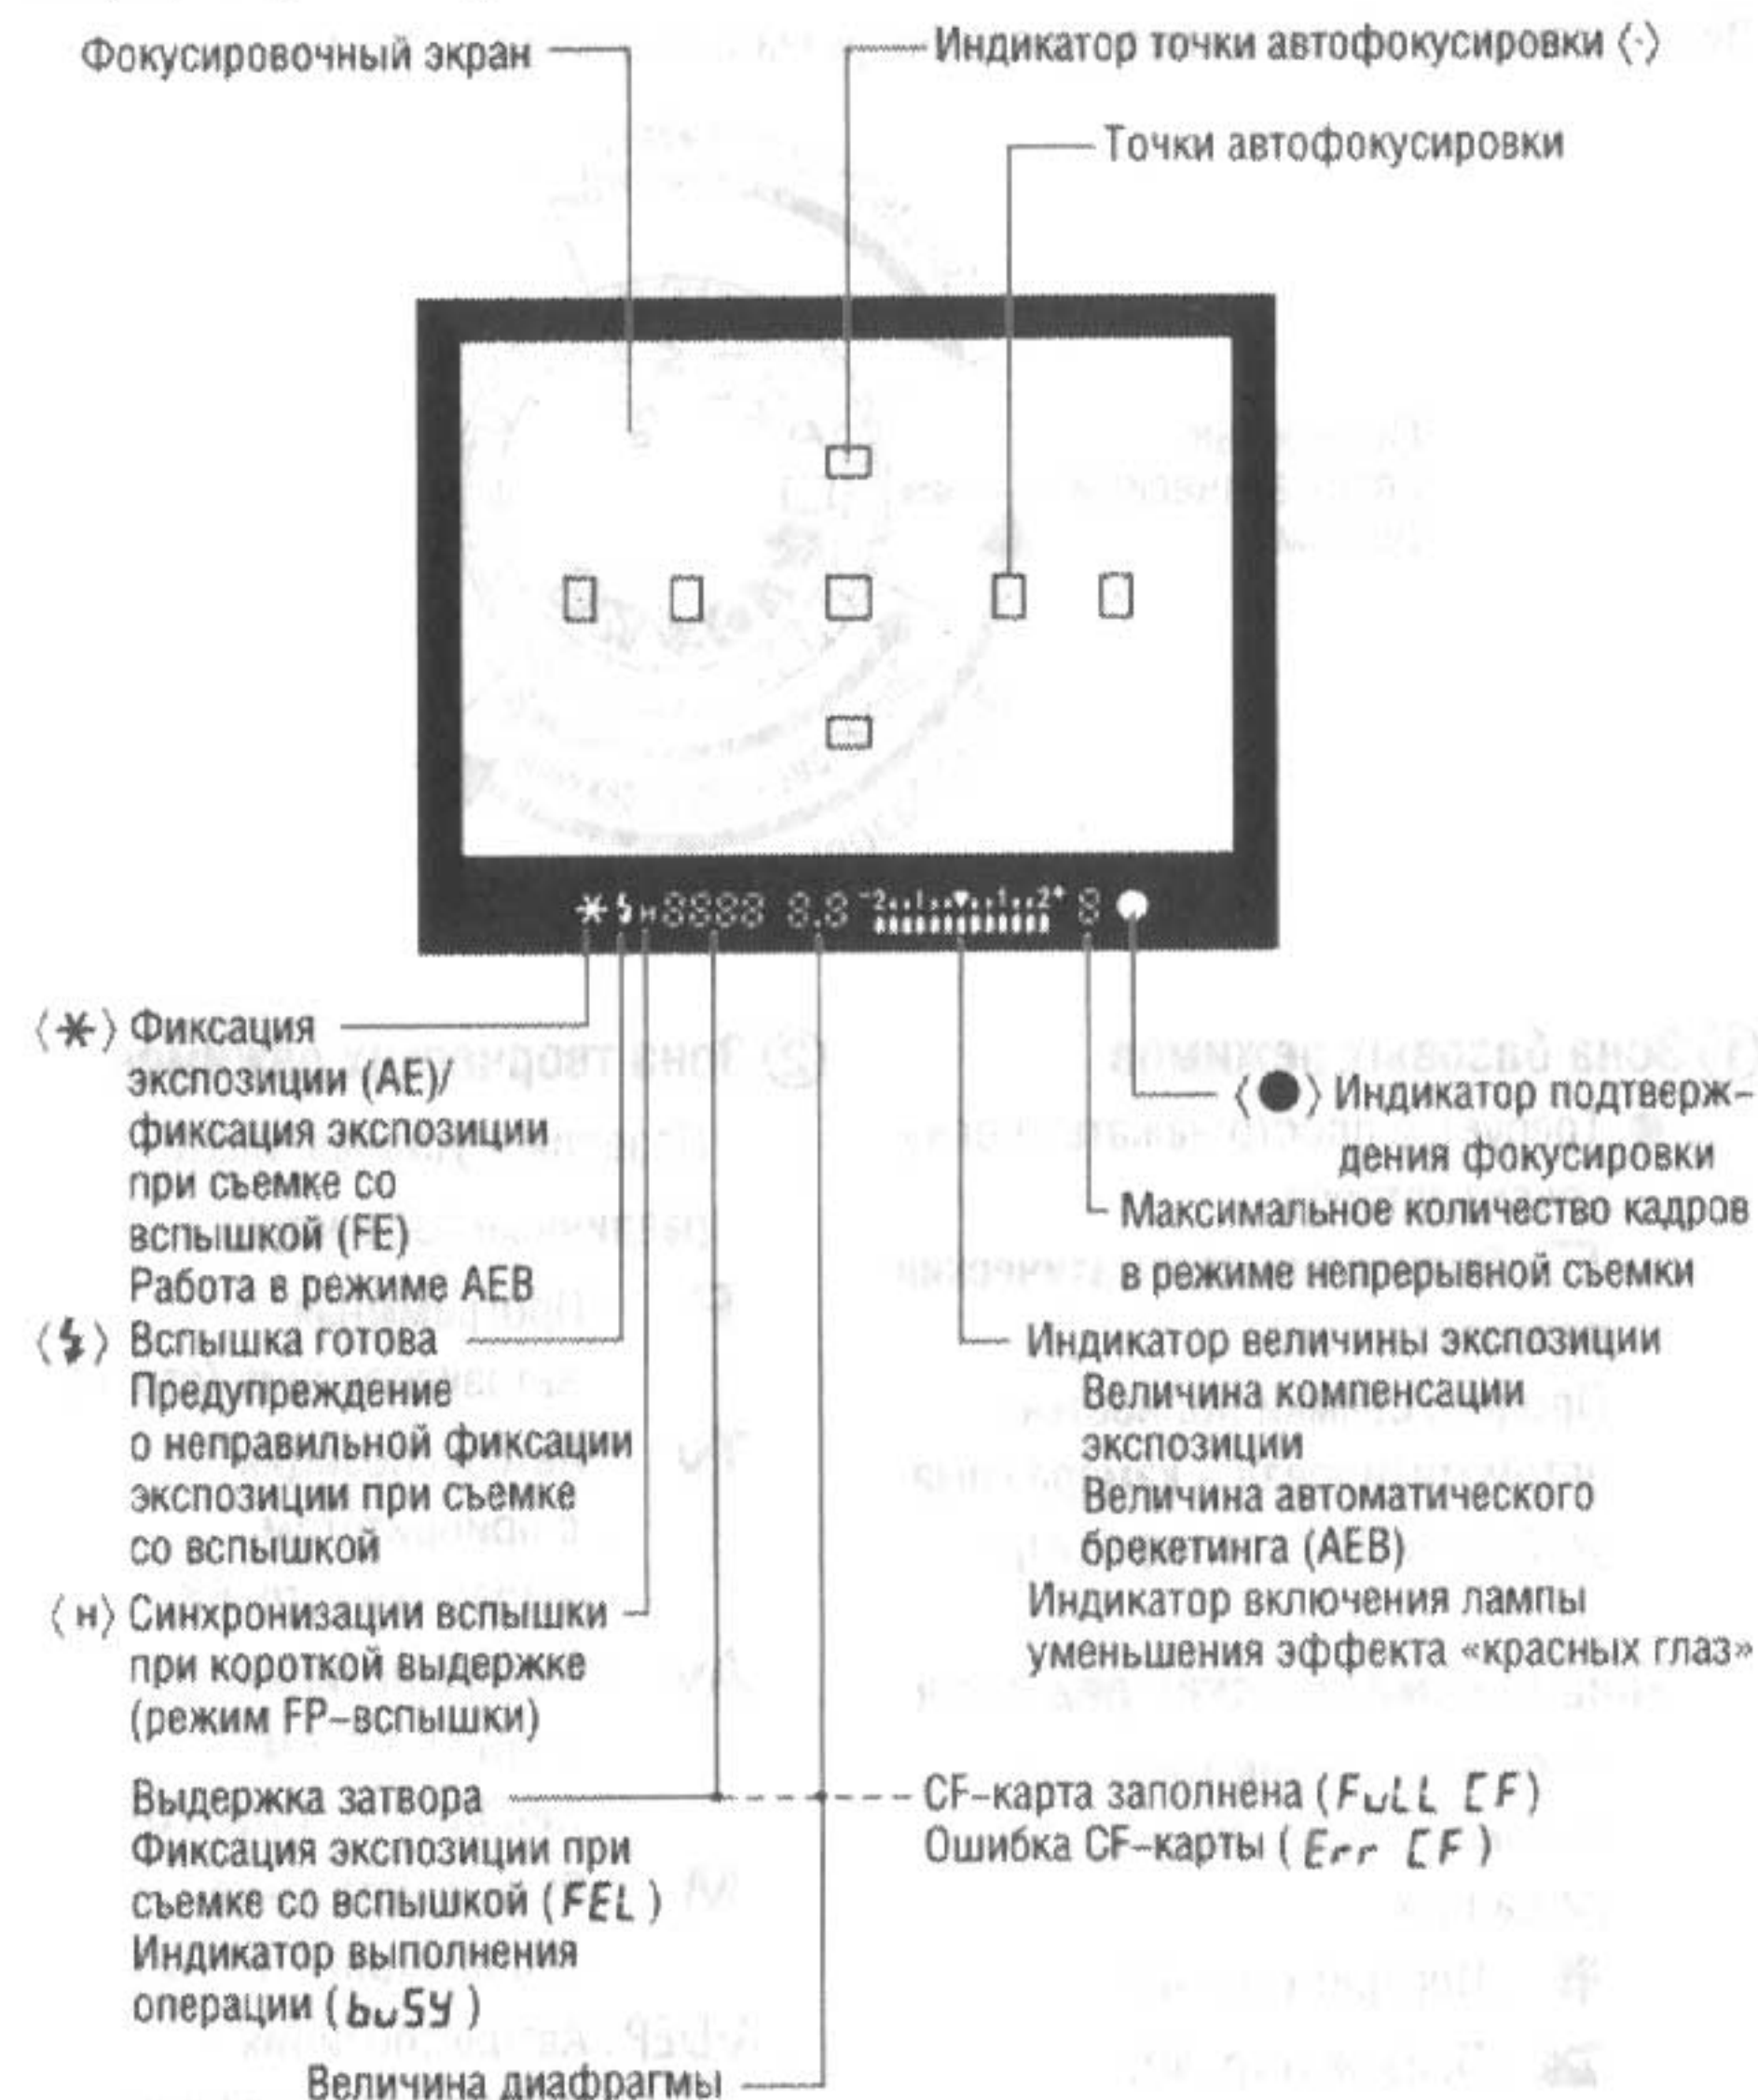 Фокусировочный экран
Индикатор точки автофокусировки ⟨·⟩
Точки автофокусировки
-2..1..▼..1..2+
⟨✱⟩ Фиксация
экспозиции (AE)/
фиксация экспозиции
при съемке со
вспышкой (FE)
Работа в режиме AEB
⟨⚡⟩ Вспышка готова
Предупреждение
о неправильной фиксации
экспозиции при съемке
со вспышкой
⟨H⟩ Синхронизации вспышки
при короткой выдержке
(режим FP-вспышки)
Выдержка затвора
Фиксация экспозиции при
съемке со вспышкой (FEL)
Индикатор выполнения
операции (buSY)
Величина диафрагмы
⟨●⟩ Индикатор подтверж-
дения фокусировки
Максимальное количество кадров
в режиме непрерывной съемки
Индикатор величины экспозиции
Величина компенсации
экспозиции
Величина автоматического
брекетинга (AEB)
Индикатор включения лампы
уменьшения эффекта «красных глаз»
CF-карта заполнена (FuLL CF)
Ошибка CF-карты (Err CF)